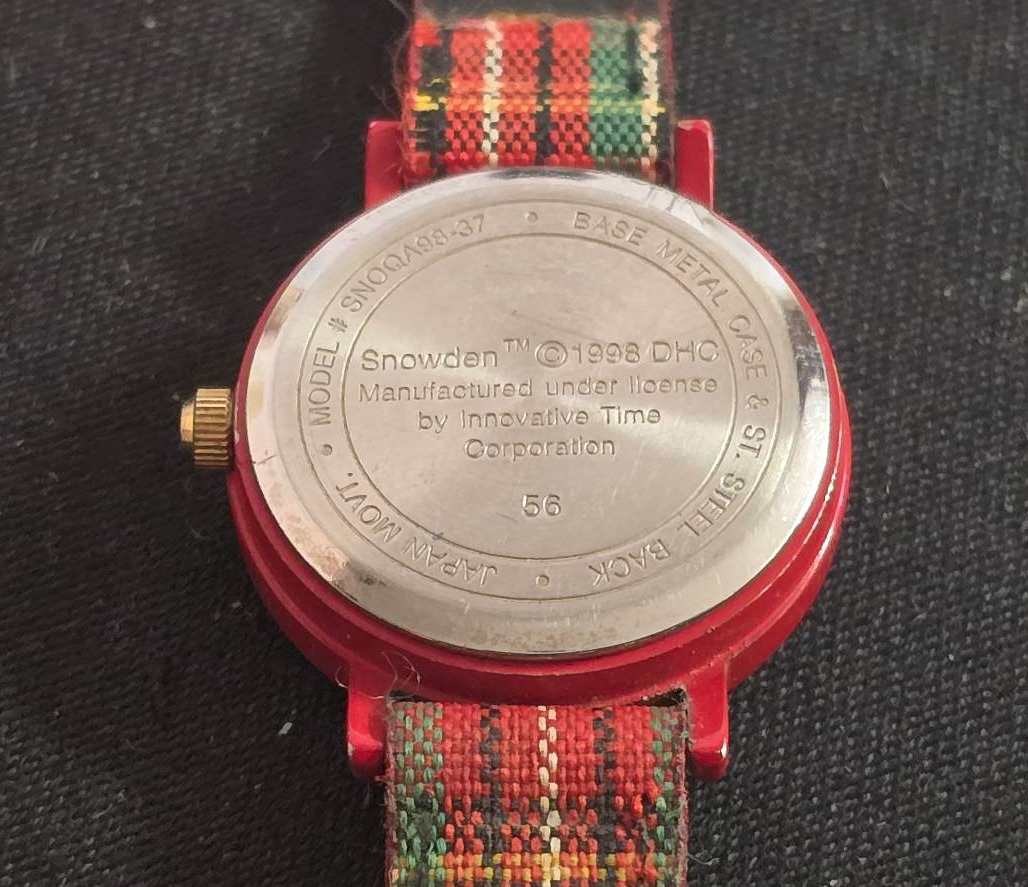 MODEL # SNOQA98-37 • BASE METAL CASE & ST. STEEL BACK • JAPAN MOVT. •
Snowden™ ©1998 DHC
Manufactured under license
by Innovative Time
Corporation
56